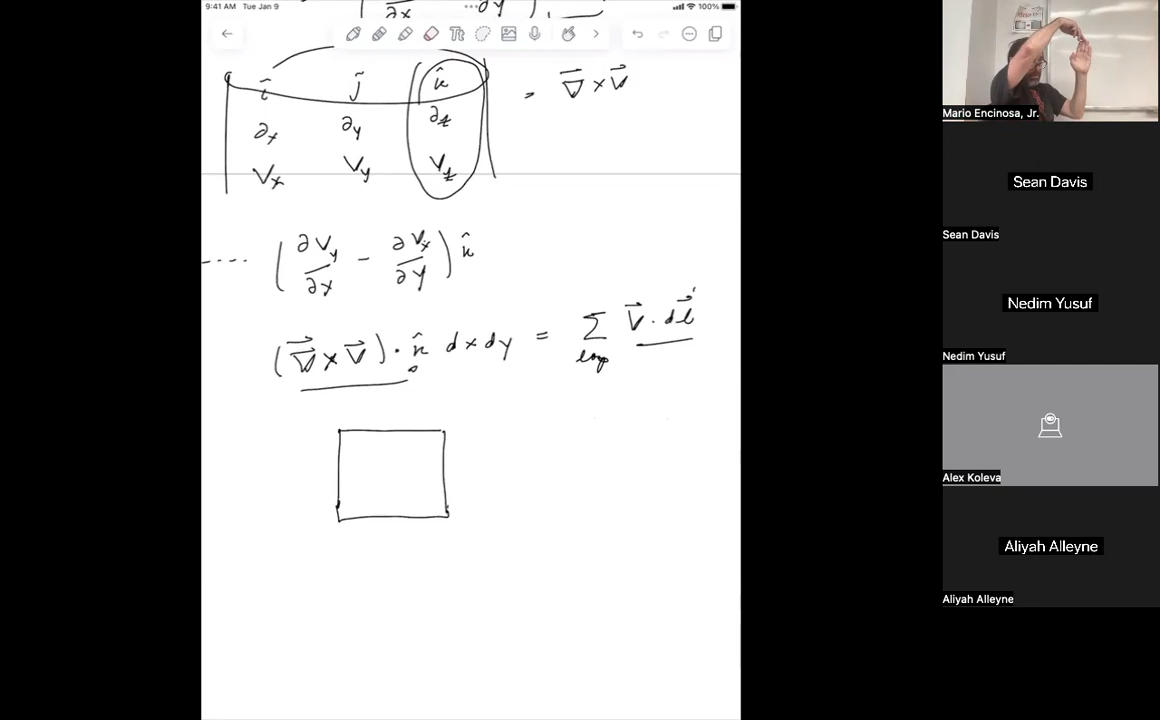 9:41 AM Tue Jan 9
100%
∂x
∂y
î ĵ k̂
∂x ∂y ∂z
Vx Vy Vz
, ∇⃗ × V⃗
.... (∂Vy/∂x − ∂Vx/∂y) k̂
(∇⃗ × V⃗) · k̂ dx dy = Σ V⃗ · dl⃗
loop
Mario Encinosa, Jr.
Sean Davis
Sean Davis
Nedim Yusuf
Nedim Yusuf
Alex Koleva
Aliyah Alleyne
Aliyah Alleyne